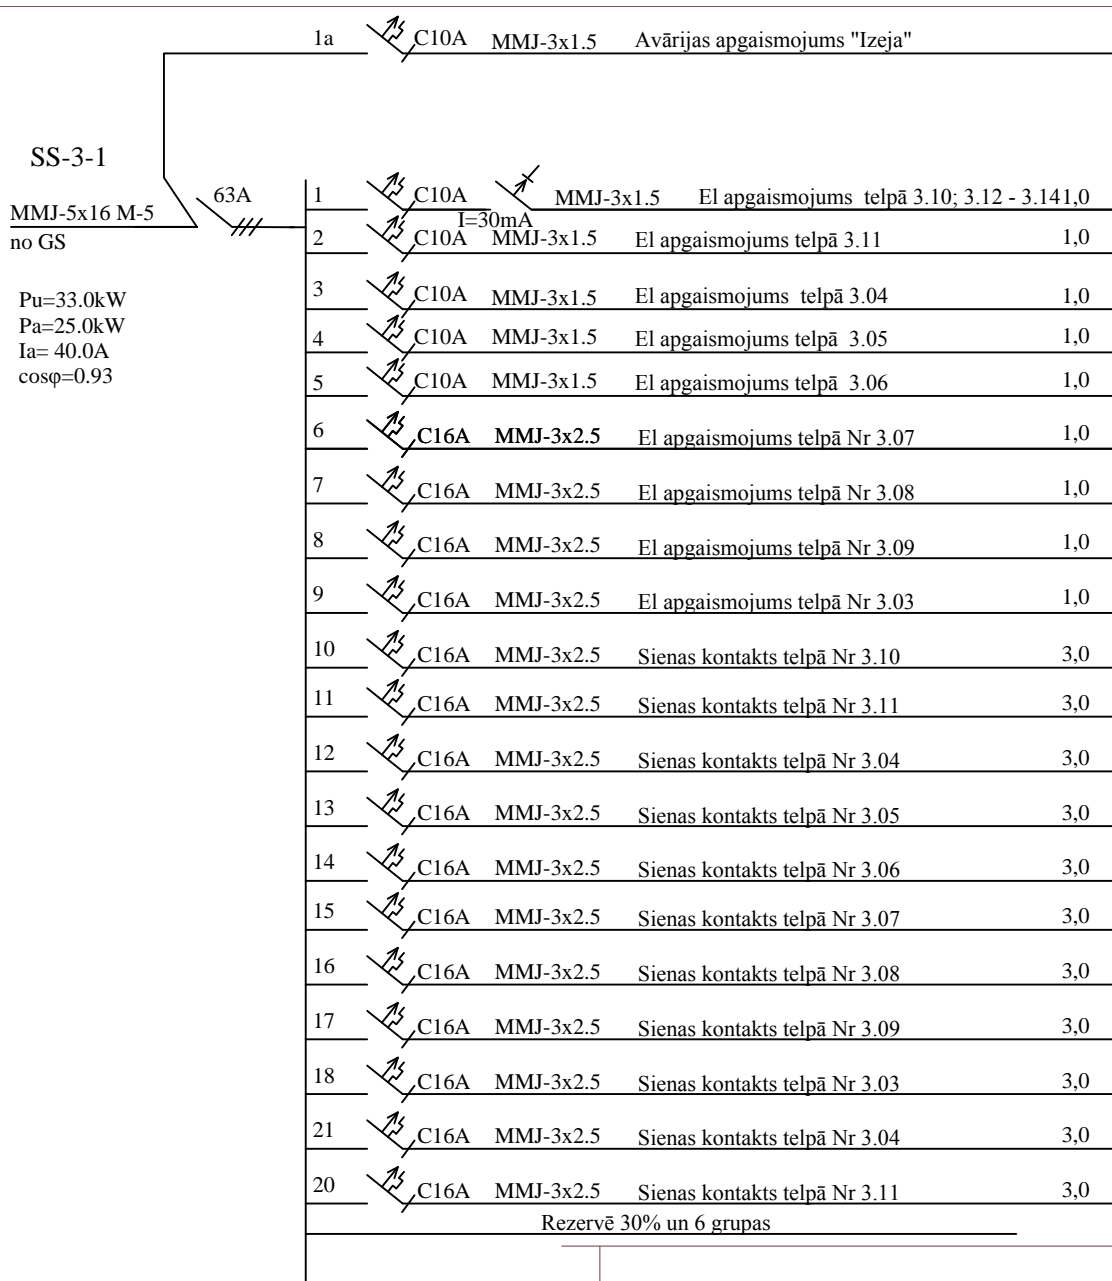 1a C10A MMJ-3x1.5 Avārijas apgaismojums "Izeja"
SS-3-1
MMJ-5x16 M-5
no GS
63A
Pu=33.0kW
Pa=25.0kW
Ia= 40.0A
cosφ=0.93
1 C10A I=30mA MMJ-3x1.5 El apgaismojums telpā 3.10; 3.12 - 3.14 1,0
2 C10A MMJ-3x1.5 El apgaismojums telpā 3.11 1,0
3 C10A MMJ-3x1.5 El apgaismojums telpā 3.04 1,0
4 C10A MMJ-3x1.5 El apgaismojums telpā 3.05 1,0
5 C10A MMJ-3x1.5 El apgaismojums telpā 3.06 1,0
6 C16A MMJ-3x2.5 El apgaismojums telpā Nr 3.07 1,0
7 C16A MMJ-3x2.5 El apgaismojums telpā Nr 3.08 1,0
8 C16A MMJ-3x2.5 El apgaismojums telpā Nr 3.09 1,0
9 C16A MMJ-3x2.5 El apgaismojums telpā Nr 3.03 1,0
10 C16A MMJ-3x2.5 Sienas kontakts telpā Nr 3.10 3,0
11 C16A MMJ-3x2.5 Sienas kontakts telpā Nr 3.11 3,0
12 C16A MMJ-3x2.5 Sienas kontakts telpā Nr 3.04 3,0
13 C16A MMJ-3x2.5 Sienas kontakts telpā Nr 3.05 3,0
14 C16A MMJ-3x2.5 Sienas kontakts telpā Nr 3.06 3,0
15 C16A MMJ-3x2.5 Sienas kontakts telpā Nr 3.07 3,0
16 C16A MMJ-3x2.5 Sienas kontakts telpā Nr 3.08 3,0
17 C16A MMJ-3x2.5 Sienas kontakts telpā Nr 3.09 3,0
18 C16A MMJ-3x2.5 Sienas kontakts telpā Nr 3.03 3,0
21 C16A MMJ-3x2.5 Sienas kontakts telpā Nr 3.04 3,0
20 C16A MMJ-3x2.5 Sienas kontakts telpā Nr 3.11 3,0
Rezervē 30% un 6 grupas